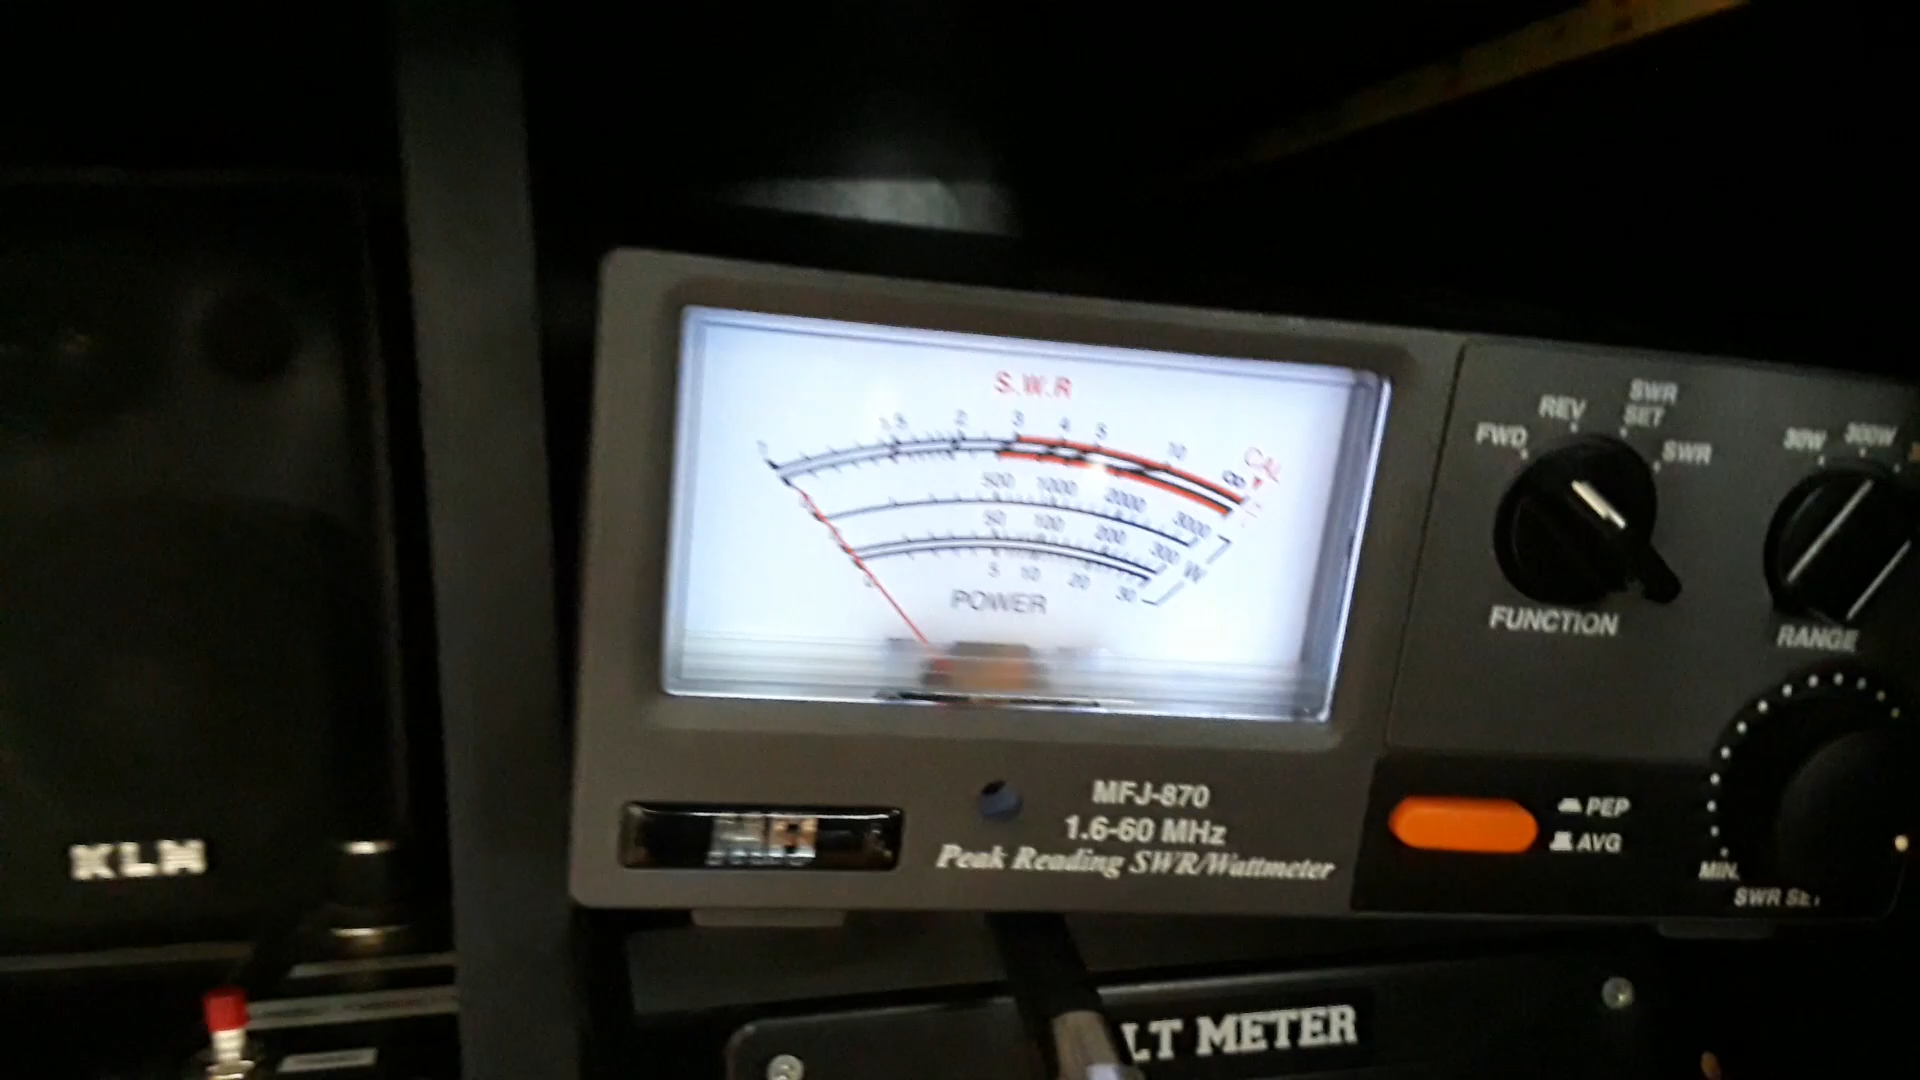 S.W.R
1.5 2 3 4 5 10 ∞ CAL
500 1000 2000 3000
50 100 200 300 W
5 10 20 30
POWER
FWD REV SWR SET SWR
FUNCTION
30W 300W
RANGE
MFJ-870
1.6-60 MHz
Peak Reading SWR/Wattmeter
PEP
AVG
MIN.
SWR SET
KLM
LT METER